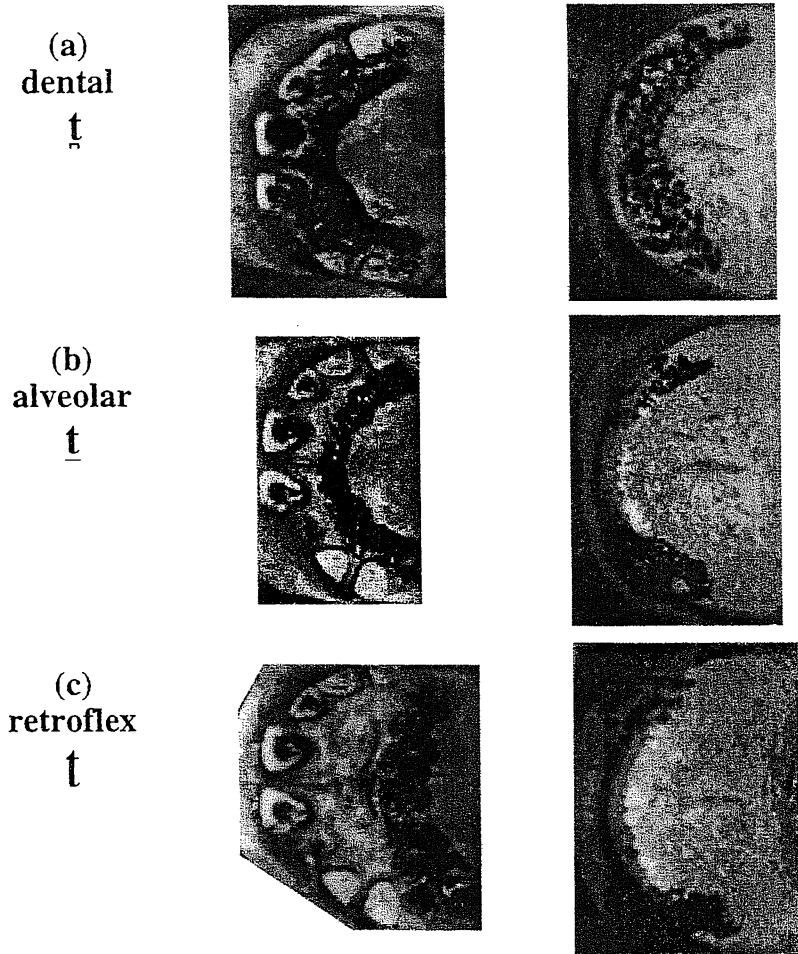 (a)
dental
t̪
(b)
alveolar
t̲
(c)
retroflex
ʈ